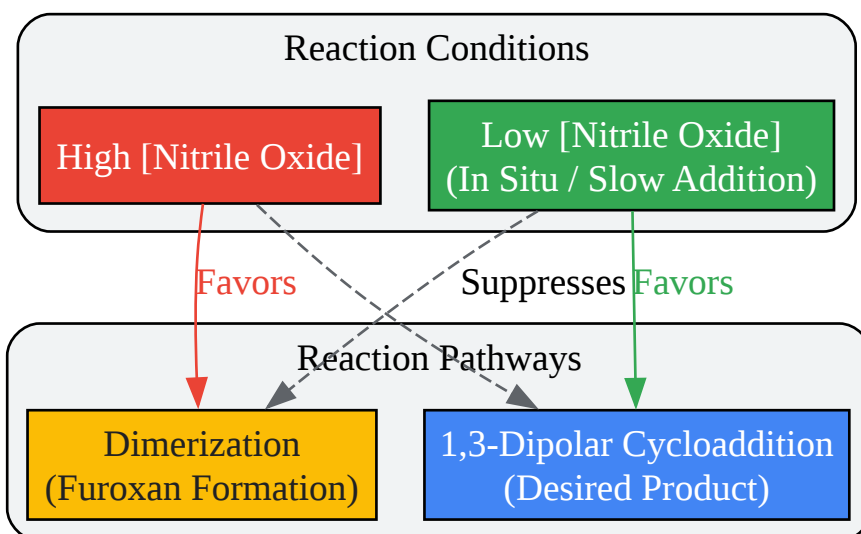 Reaction Conditions
High [Nitrile Oxide]
Low [Nitrile Oxide]
(In Situ / Slow Addition)
Favors
Suppresses
Favors
Reaction Pathways
Dimerization
(Furoxan Formation)
1,3-Dipolar Cycloaddition
(Desired Product)